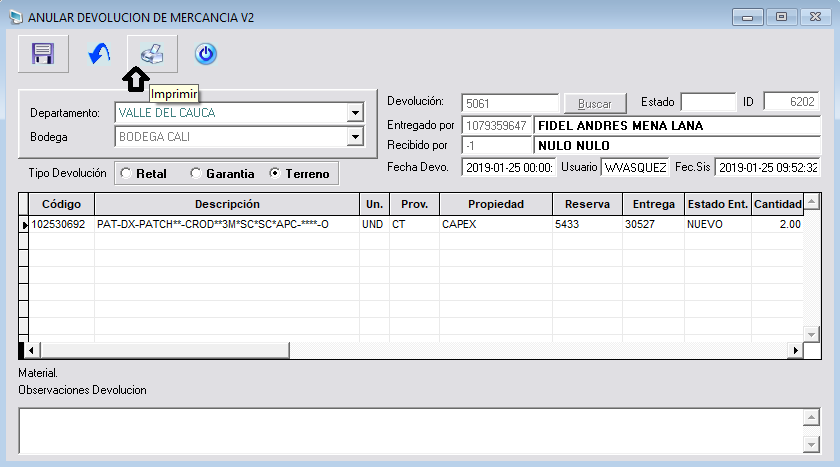 ANULAR DEVOLUCION DE MERCANCIA V2
Imprimir
Departamento: VALLE DEL CAUCA
Bodega BODEGA CALI
Devolución: 5061 Buscar Estado ID 6202
Entregado por 1079359647 FIDEL ANDRES MENA LANA
Recibido por -1 NULO NULO
Fecha Devo. 2019-01-25 00:00: Usuario WVASQUEZ Fec.Sis 2019-01-25 09:52:32
Tipo Devolución Retal Garantia Terreno
Código Descripción Un. Prov. Propiedad Reserva Entrega Estado Ent. Cantidad
102530692 PAT-DX-PATCH**-CROD**3M*SC*SC*APC-****-O UND CT CAPEX 5433 30527 NUEVO 2.00
Material.
Observaciones Devolucion